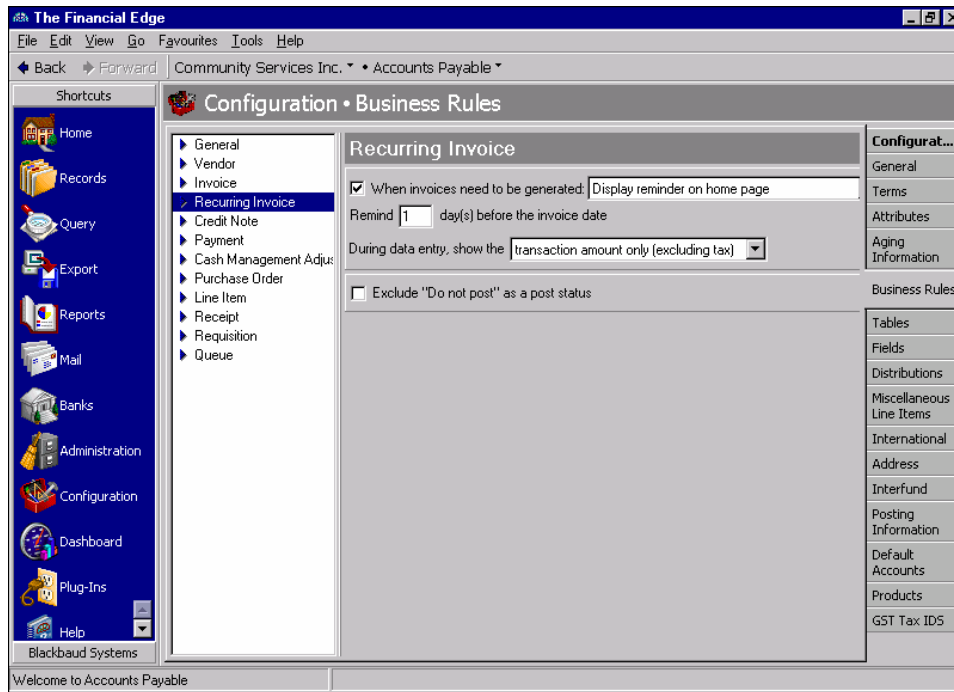 The Financial Edge
File Edit View Go Favourites Tools Help
Back Forward Community Services Inc. • Accounts Payable
Shortcuts
Home
Records
Query
Export
Reports
Mail
Banks
Administration
Configuration
Dashboard
Plug-Ins
Help
Blackbaud Systems
Configuration • Business Rules
General
Vendor
Invoice
Recurring Invoice
Credit Note
Payment
Cash Management Adjus
Purchase Order
Line Item
Receipt
Requisition
Queue
Recurring Invoice
When invoices need to be generated: Display reminder on home page
Remind 1 day(s) before the invoice date
During data entry, show the transaction amount only (excluding tax)
Exclude "Do not post" as a post status
Configurat...
General
Terms
Attributes
Aging
Information
Business Rules
Tables
Fields
Distributions
Miscellaneous
Line Items
International
Address
Interfund
Posting
Information
Default
Accounts
Products
GST Tax IDS
Welcome to Accounts Payable